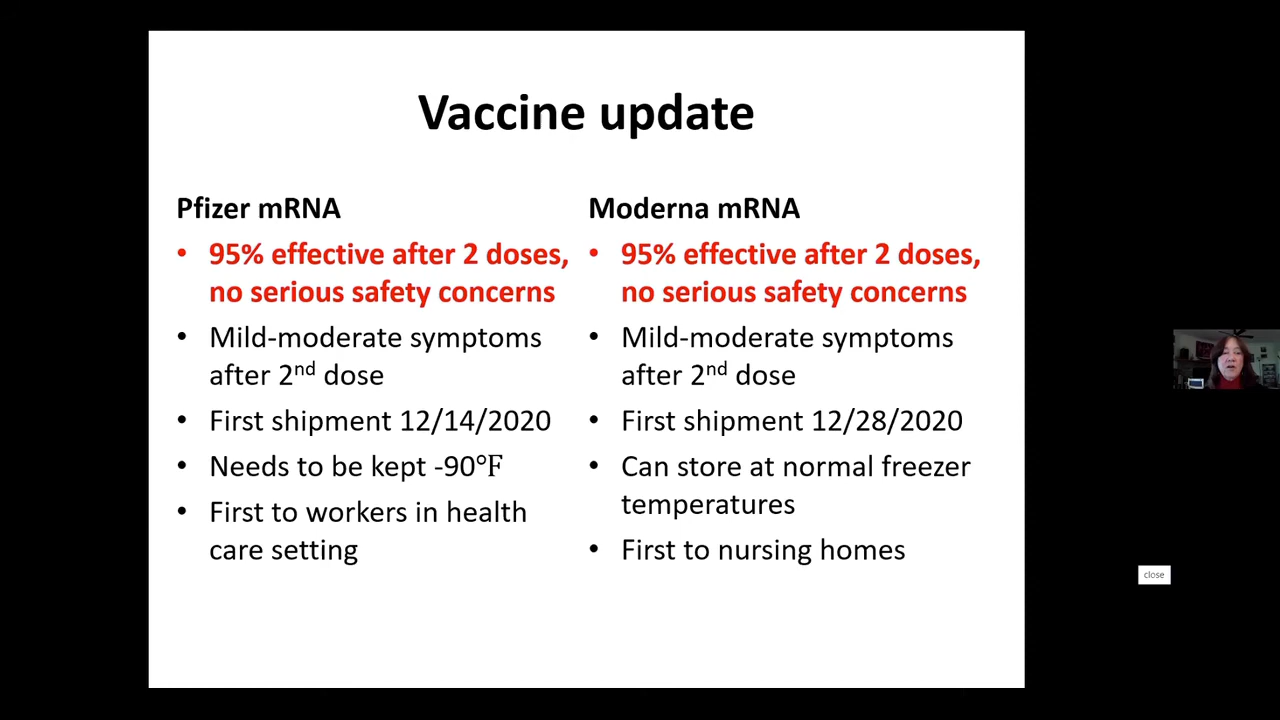 Vaccine update
Pfizer mRNA
• 95% effective after 2 doses,
no serious safety concerns
• Mild-moderate symptoms
after 2nd dose
• First shipment 12/14/2020
• Needs to be kept -90°F
• First to workers in health
care setting
Moderna mRNA
• 95% effective after 2 doses,
no serious safety concerns
• Mild-moderate symptoms
after 2nd dose
• First shipment 12/28/2020
• Can store at normal freezer
temperatures
• First to nursing homes
close